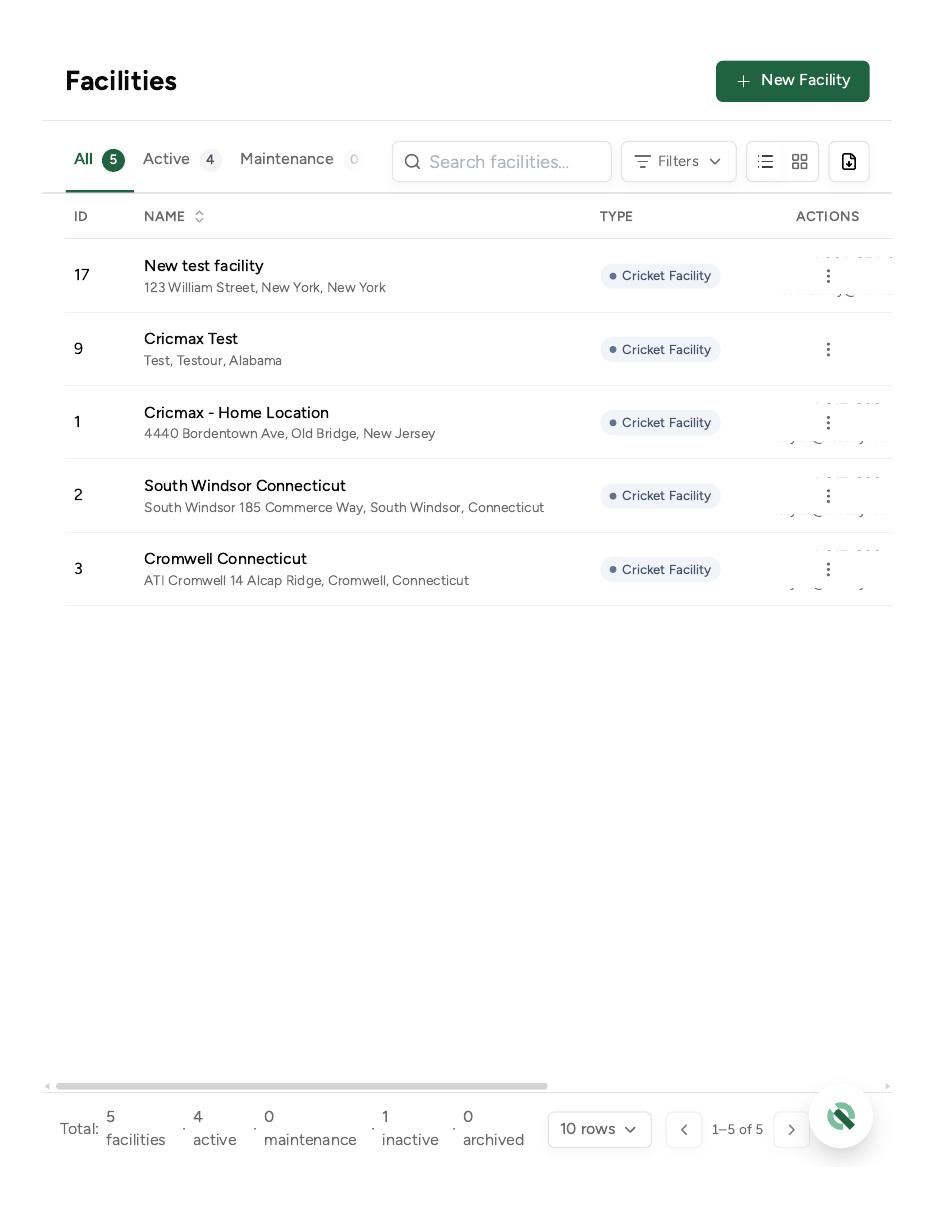 Facilities
New Facility
All 5 Active 4 Maintenance 0 Search facilities... Filters
ID NAME TYPE ACTIONS
17 New test facility Cricket Facility
123 William Street, New York, New York
9 Cricmax Test Cricket Facility
Test, Testour, Alabama
1 Cricmax - Home Location Cricket Facility
4440 Bordentown Ave, Old Bridge, New Jersey
2 South Windsor Connecticut Cricket Facility
South Windsor 185 Commerce Way, South Windsor, Connecticut
3 Cromwell Connecticut Cricket Facility
ATI Cromwell 14 Alcap Ridge, Cromwell, Connecticut
Total: 5 facilities · 4 active · 0 maintenance · 1 inactive · 0 archived 10 rows 1–5 of 5